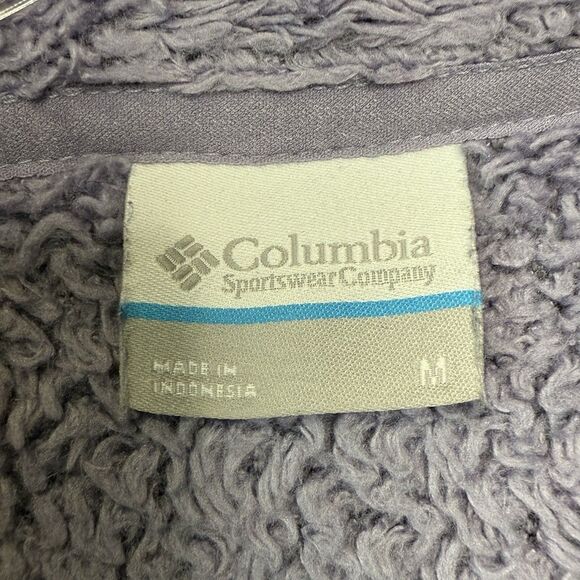 Columbia
Sportswear Company
MADE IN
INDONESIA
M